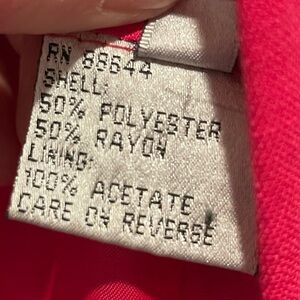 RN 88644
SHELL:
50% POLYESTER
50% RAYON
LINING:
100% ACETATE
CARE ON REVERSE